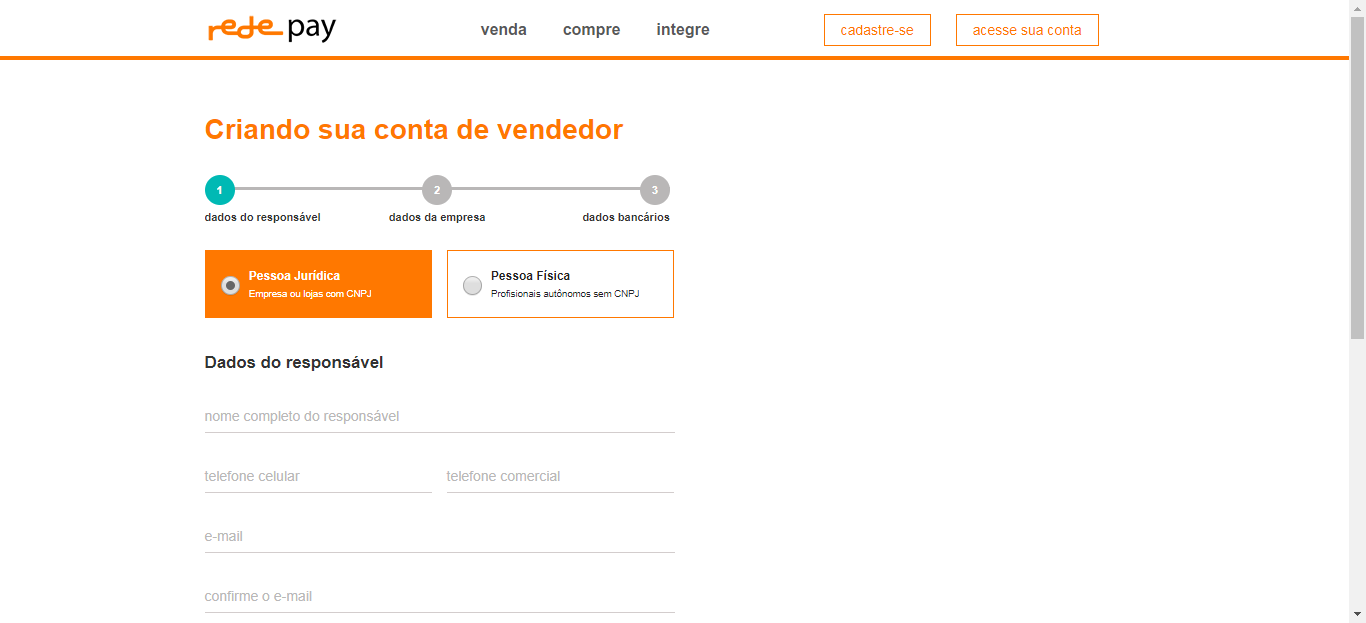 rede pay
venda compre integre cadastre-se acesse sua conta
Criando sua conta de vendedor
1 2 3
dados do responsável dados da empresa dados bancários
Pessoa Jurídica
Empresa ou lojas com CNPJ
Pessoa Física
Profisionais autônomos sem CNPJ
Dados do responsável
nome completo do responsável
telefone celular telefone comercial
e-mail
confirme o e-mail